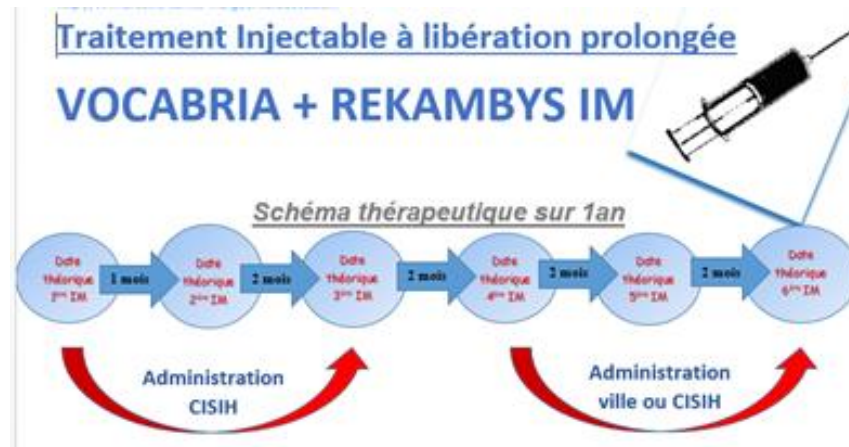 Traitement Injectable à libération prolongée
VOCABRIA + REKAMBYS IM
Schéma thérapeutique sur 1an
Date
théorique
1ère IM
1 mois
Date
théorique
2ème IM
2 mois
Date
théorique
3ème IM
2 mois
Date
théorique
4ème IM
2 mois
Date
théorique
5ème IM
2 mois
Date
théorique
6ème IM
Administration
CISIH
Administration
ville ou CISIH